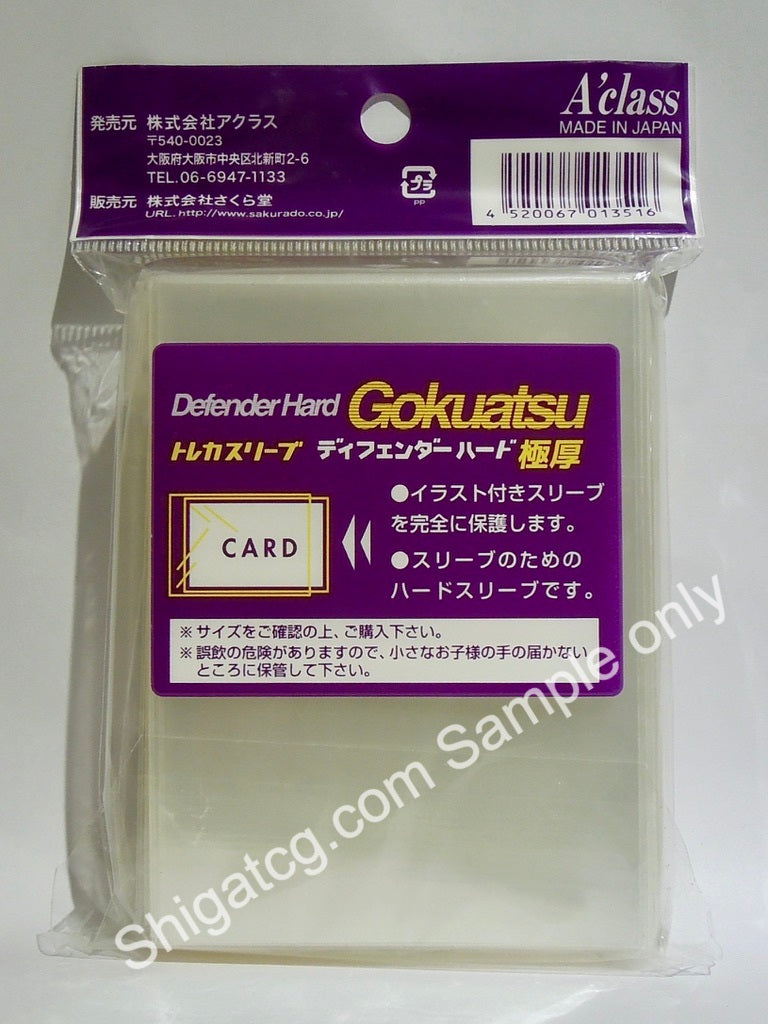 発売元 株式会社アクラス
〒540-0023
大阪府大阪市中央区北新町2-6
TEL.06-6947-1133
販売元 株式会社さくら堂
URL. http://www.sakurado.co.jp/
プラ
PP
A'class
MADE IN JAPAN
4 520067 013516
Defender Hard Gokuatsu
トレカスリーブ ディフェンダーハード 極厚
CARD
●イラスト付きスリーブ
を完全に保護します。
●スリーブのための
ハードスリーブです。
※サイズをご確認の上、ご購入下さい。
※誤飲の危険がありますので、小さなお子様の手の届かない
ところに保管して下さい。
Shigatcg.com Sample only